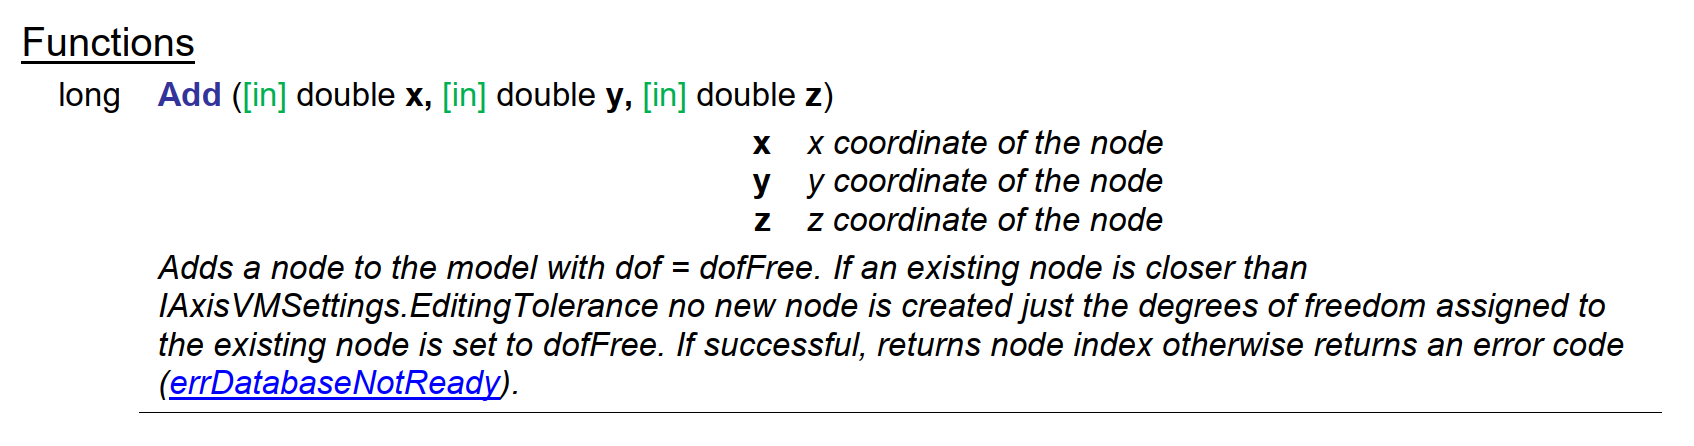 Functions
long Add ([in] double x, [in] double y, [in] double z)
x x coordinate of the node
y y coordinate of the node
z z coordinate of the node
Adds a node to the model with dof = dofFree. If an existing node is closer than
IAxisVMSettings.EditingTolerance no new node is created just the degrees of freedom assigned to
the existing node is set to dofFree. If successful, returns node index otherwise returns an error code
(errDatabaseNotReady).